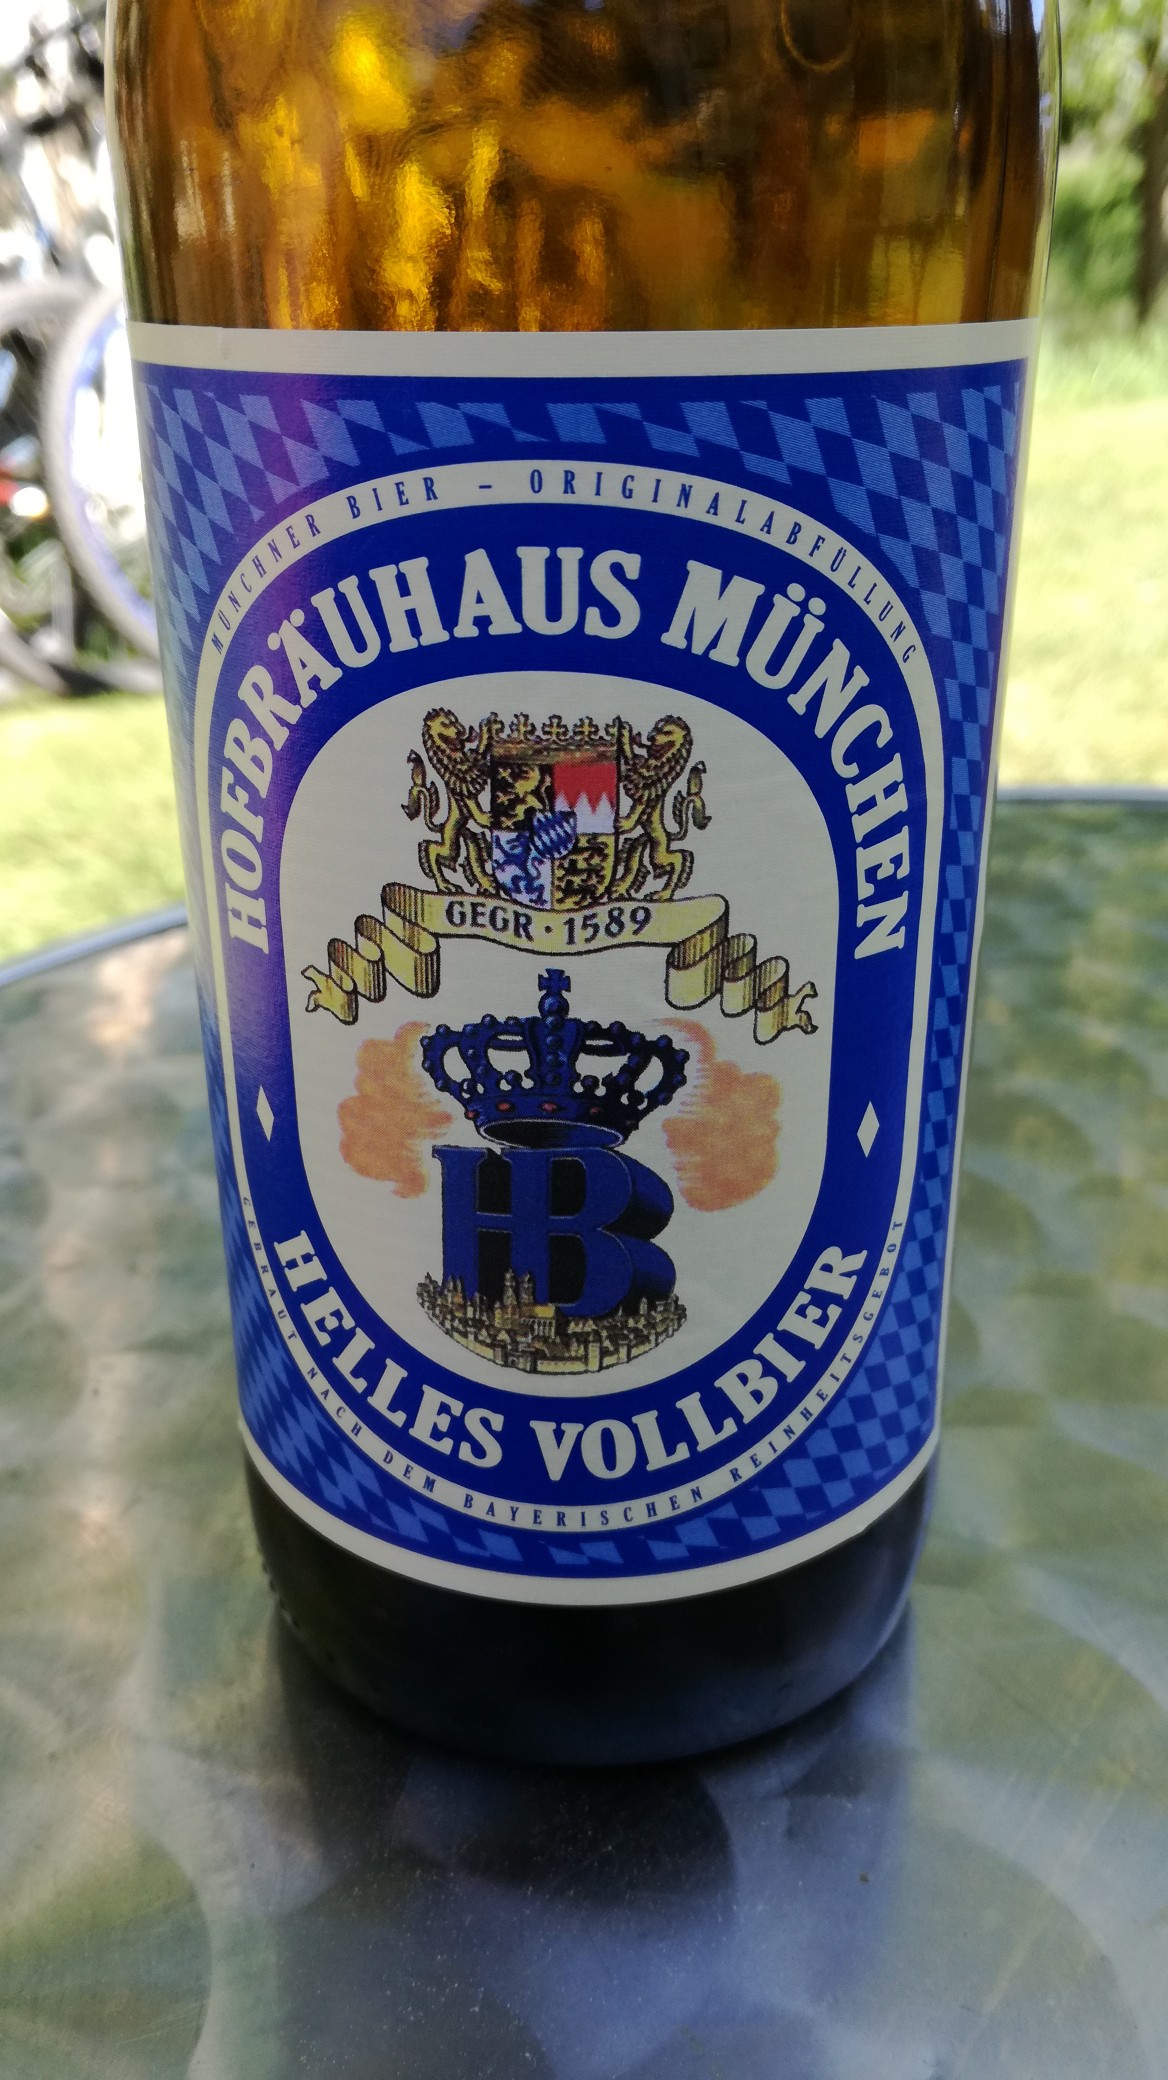 MÜNCHNER BIER – ORIGINALABFÜLLUNG
HOFBRÄUHAUS MÜNCHEN
GEGR · 1589
HB
HELLES VOLLBIER
GEBRAUT NACH DEM BAYERISCHEN REINHEITSGEBOT